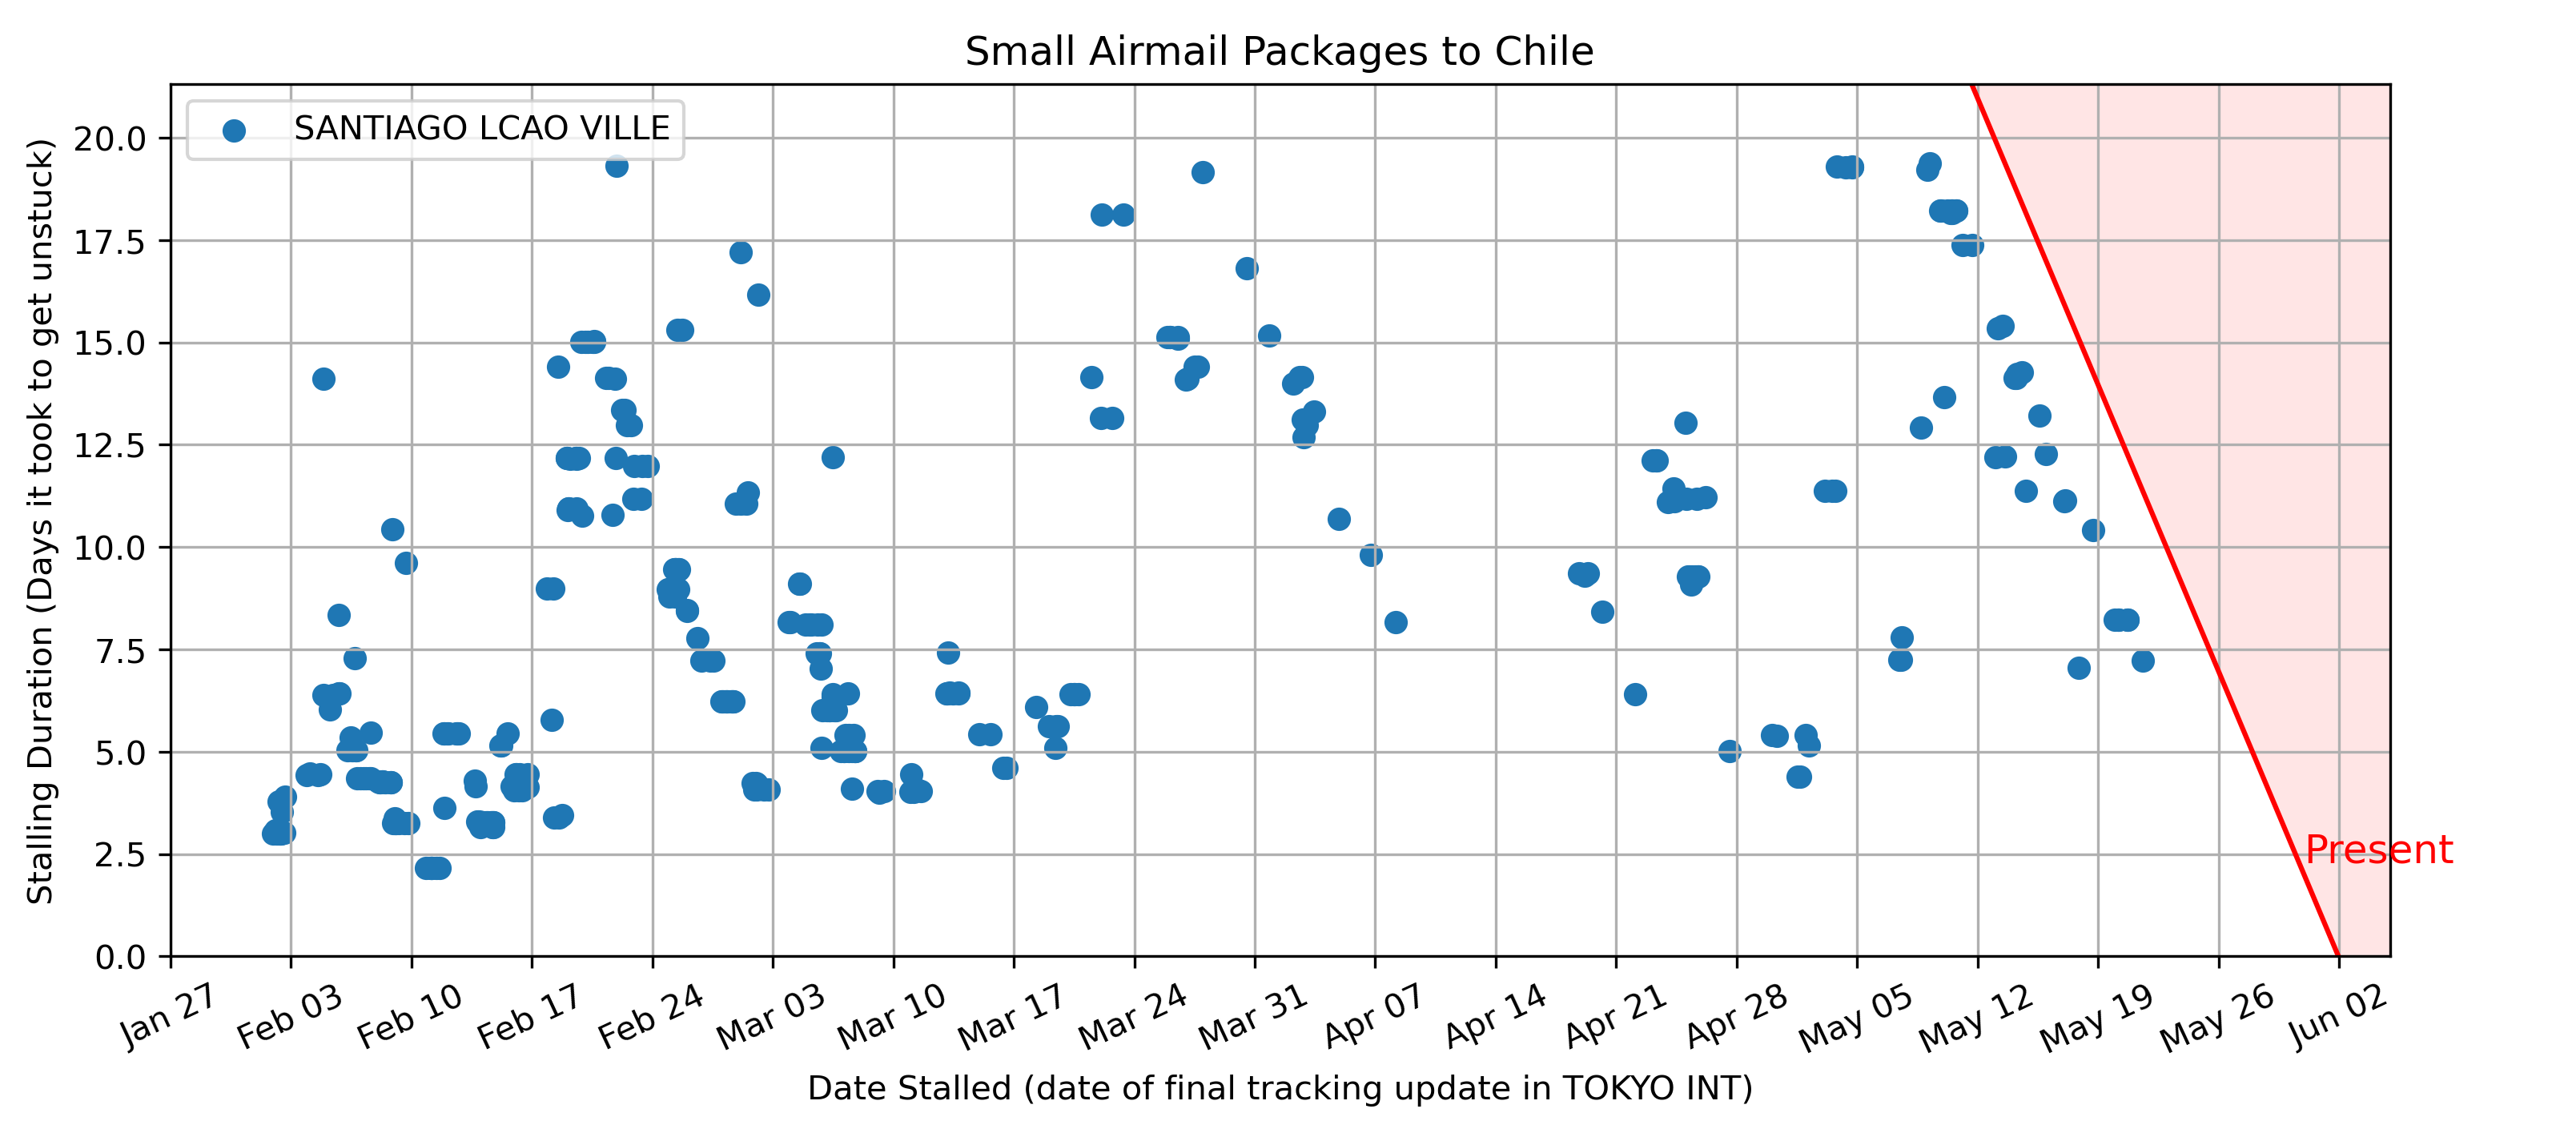 Small Airmail Packages to Chile
SANTIAGO LCAO VILLE
Stalling Duration (Days it took to get unstuck)
20.0
17.5
15.0
12.5
10.0
7.5
5.0
2.5
0.0
Present
Jan 27
Feb 03
Feb 10
Feb 17
Feb 24
Mar 03
Mar 10
Mar 17
Mar 24
Mar 31
Apr 07
Apr 14
Apr 21
Apr 28
May 05
May 12
May 19
May 26
Jun 02
Date Stalled (date of final tracking update in TOKYO INT)